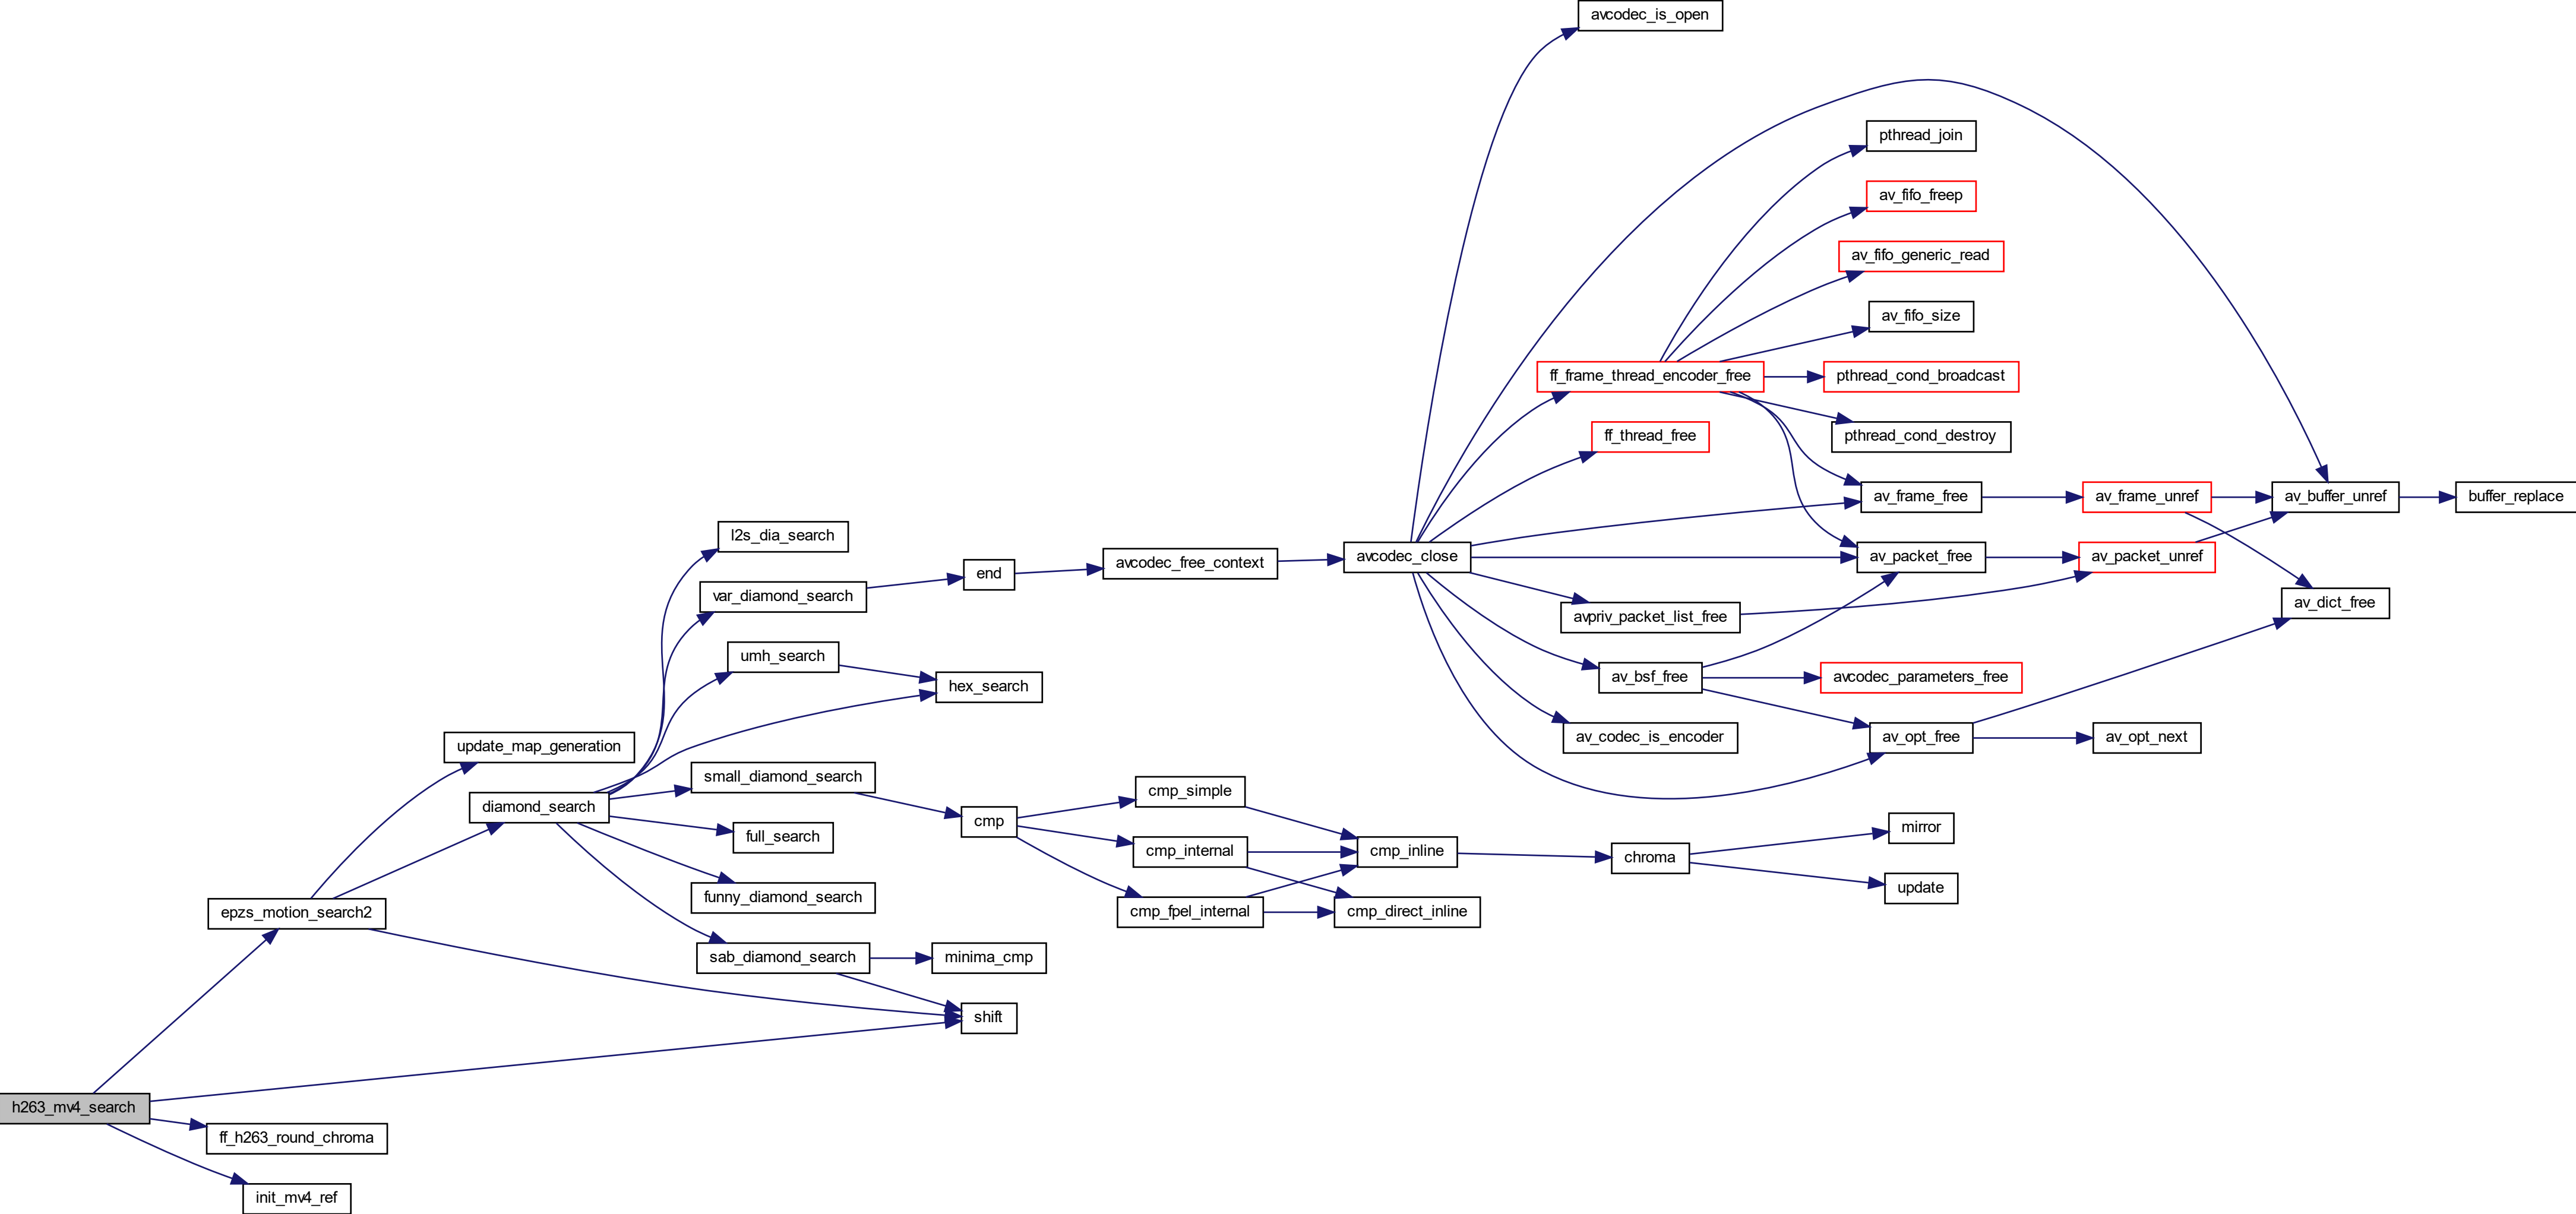 avcodec_is_open
pthread_join
av_fifo_freep
av_fifo_generic_read
av_fifo_size
ff_frame_thread_encoder_free
pthread_cond_broadcast
ff_thread_free
pthread_cond_destroy
av_frame_free
av_frame_unref
av_buffer_unref
buffer_replace
l2s_dia_search
avcodec_free_context
avcodec_close
av_packet_free
av_packet_unref
end
var_diamond_search
avpriv_packet_list_free
av_dict_free
umh_search
av_bsf_free
avcodec_parameters_free
hex_search
update_map_generation
av_codec_is_encoder
av_opt_free
av_opt_next
small_diamond_search
cmp_simple
diamond_search
cmp
mirror
full_search
cmp_internal
cmp_inline
chroma
update
funny_diamond_search
epzs_motion_search2
cmp_fpel_internal
cmp_direct_inline
sab_diamond_search
minima_cmp
shift
h263_mv4_search
ff_h263_round_chroma
init_mv4_ref